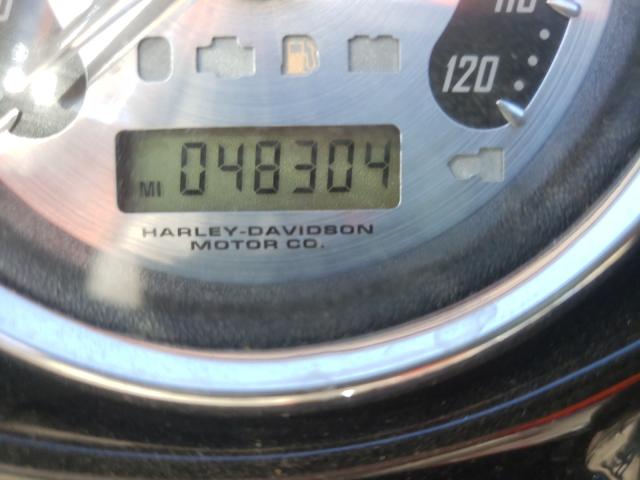 110
120
MI 048304
HARLEY-DAVIDSON
MOTOR CO.